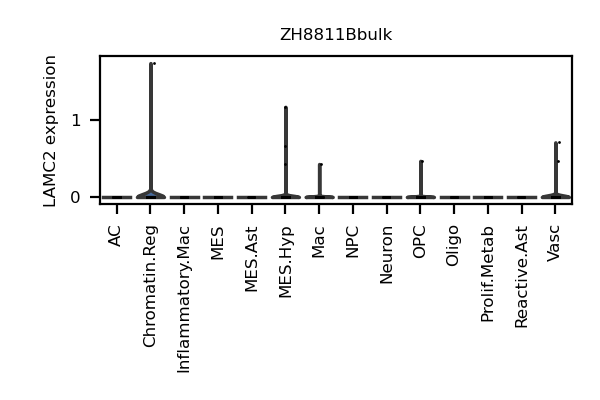 ZH8811Bbulk
LAMC2 expression
1
0
AC
Chromatin.Reg
Inflammatory.Mac
MES
MES.Ast
MES.Hyp
Mac
NPC
Neuron
OPC
Oligo
Prolif.Metab
Reactive.Ast
Vasc